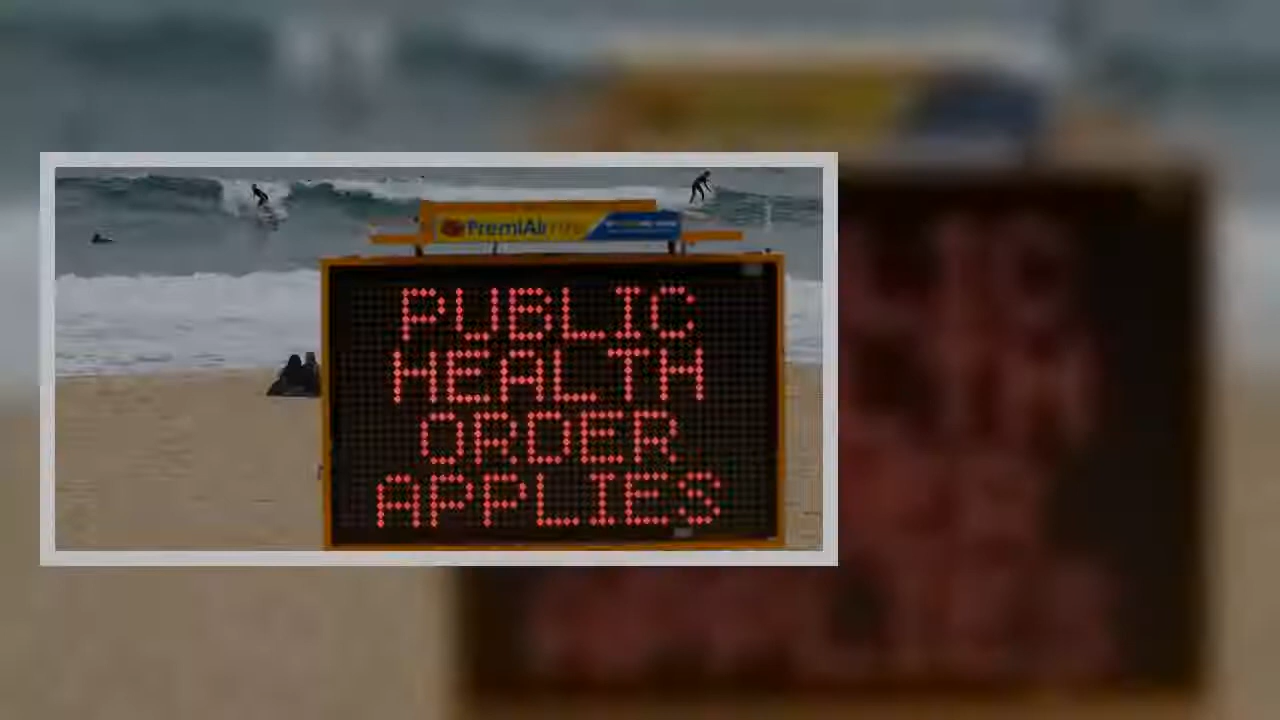 PremiAir
PUBLIC
HEALTH
ORDER
APPLIES